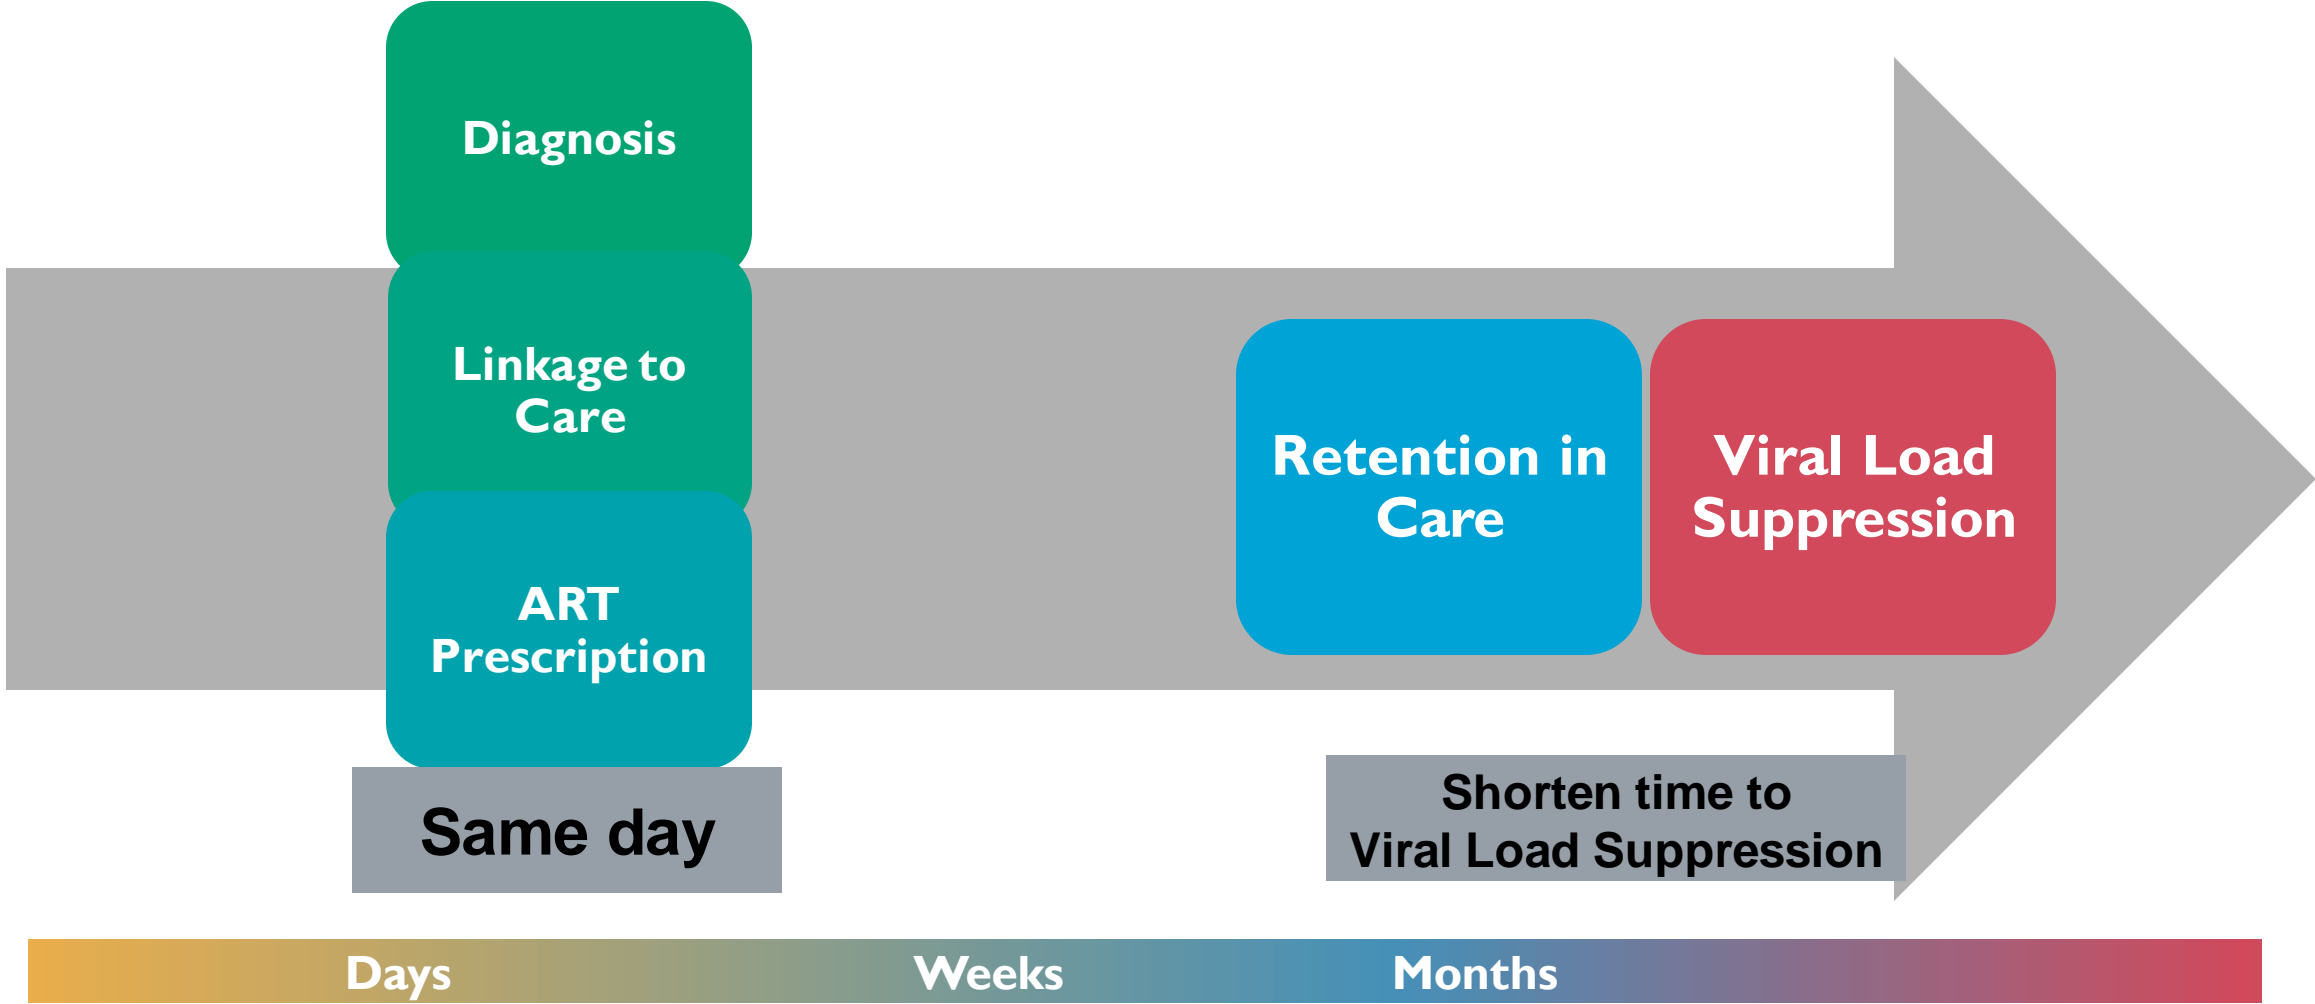 Diagnosis
Linkage to
Care
ART
Prescription
Same day
Retention in
Care
Viral Load
Suppression
Shorten time to
Viral Load Suppression
Days
Weeks
Months